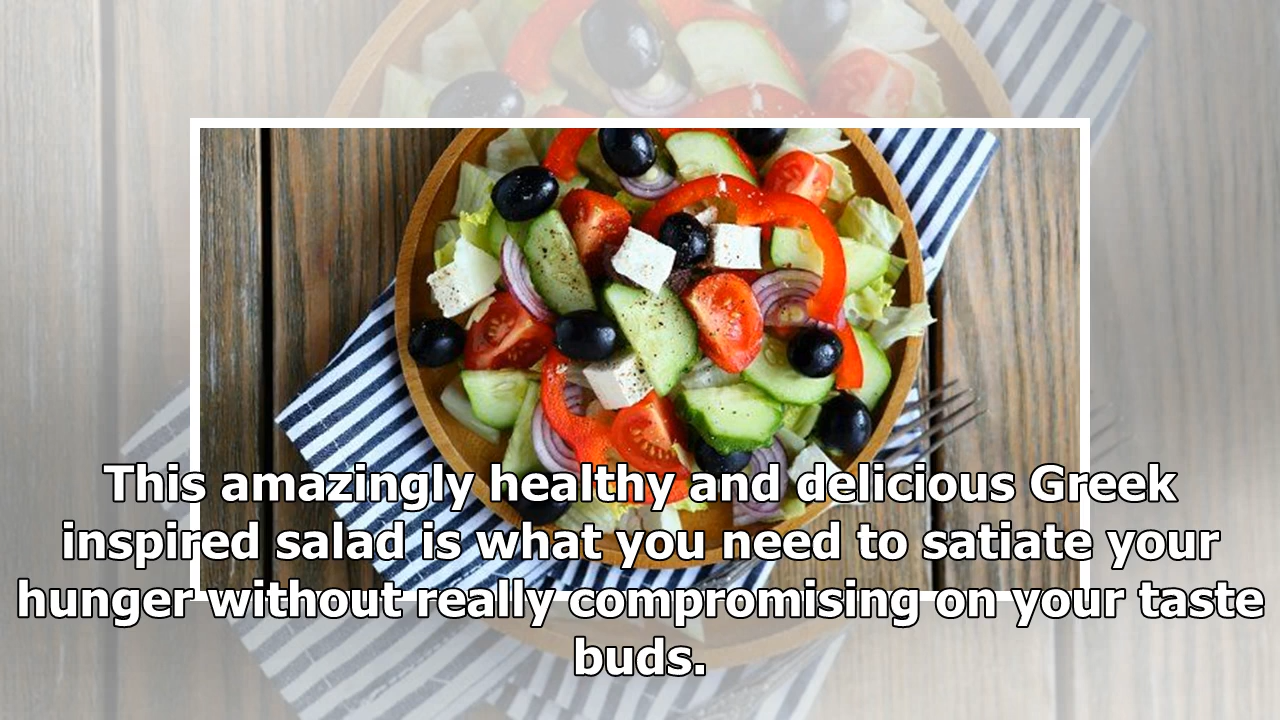 This amazingly healthy and delicious Greek
inspired salad is what you need to satiate your
hunger without really compromising on your taste
buds.